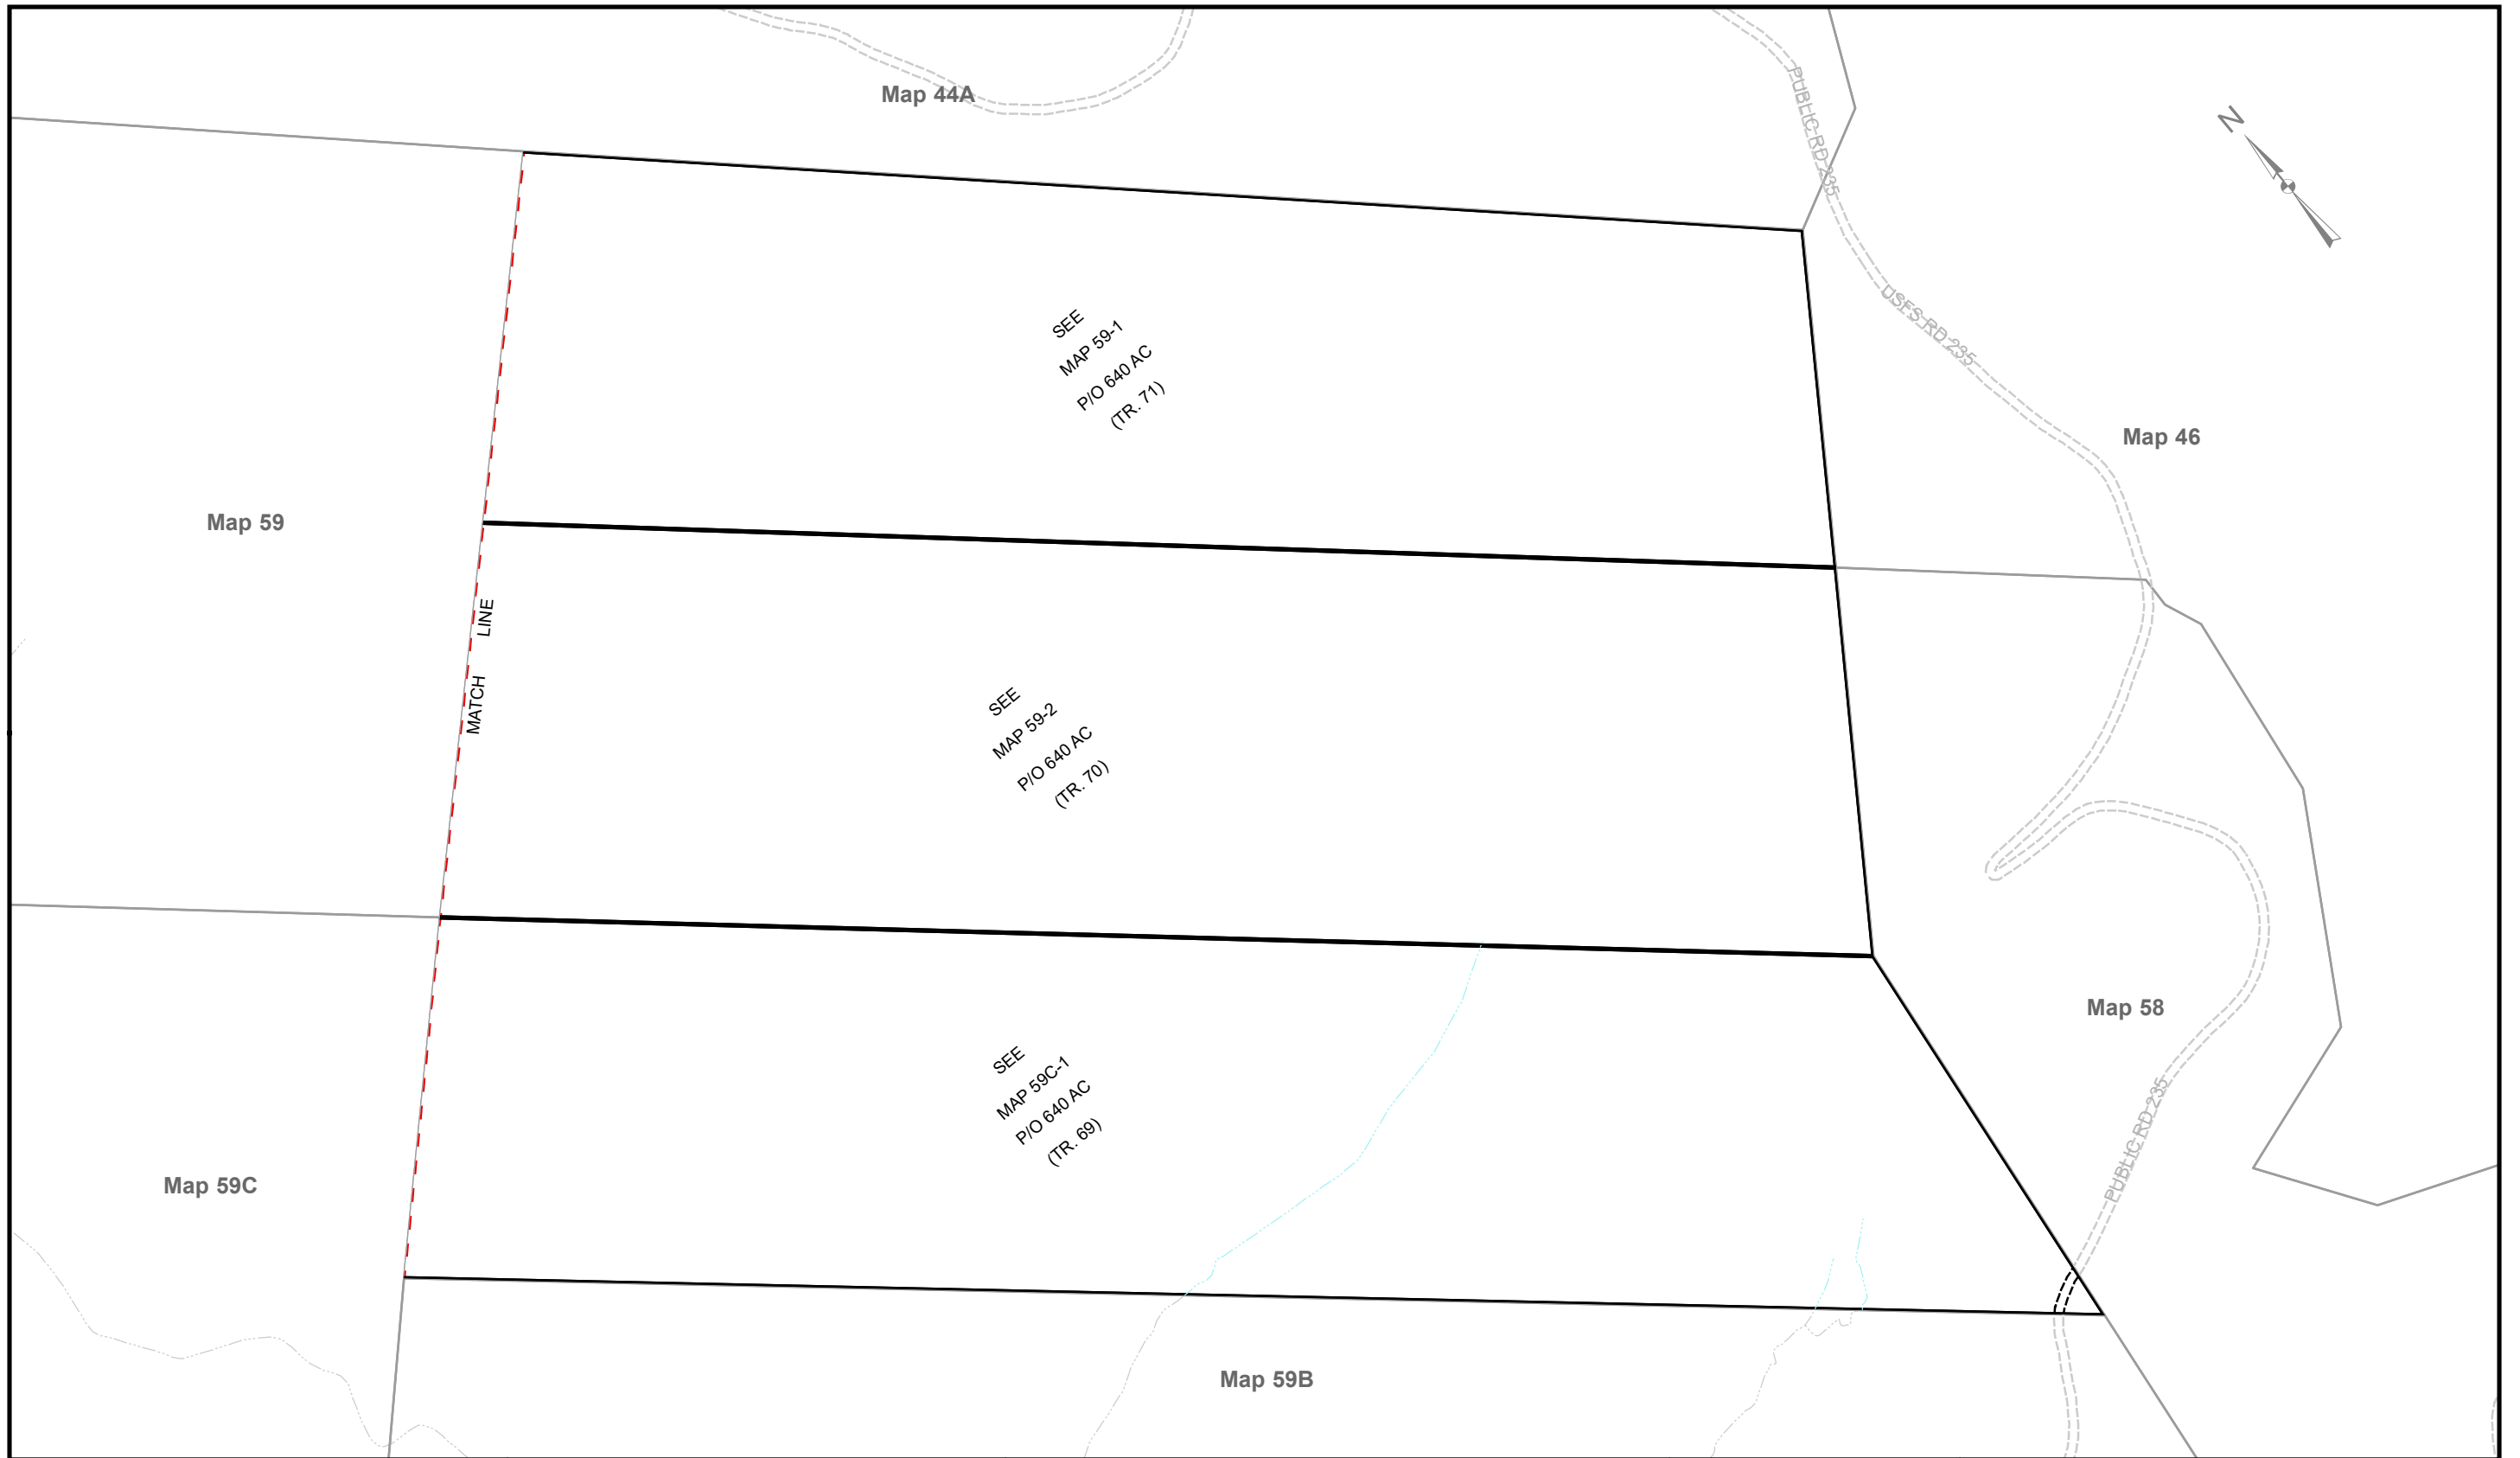 Map 44A
PUBLIC RD 235
N
SEE
MAP 59-1
P/O 640 AC
(TR. 71)
USFS RD 235
Map 46
Map 59
MATCH LINE
SEE
MAP 59-2
P/O 640 AC
(TR. 70)
Map 58
SEE
MAP 59C-1
P/O 640 AC
(TR. 69)
PUBLIC RD 235
Map 59C
Map 59B